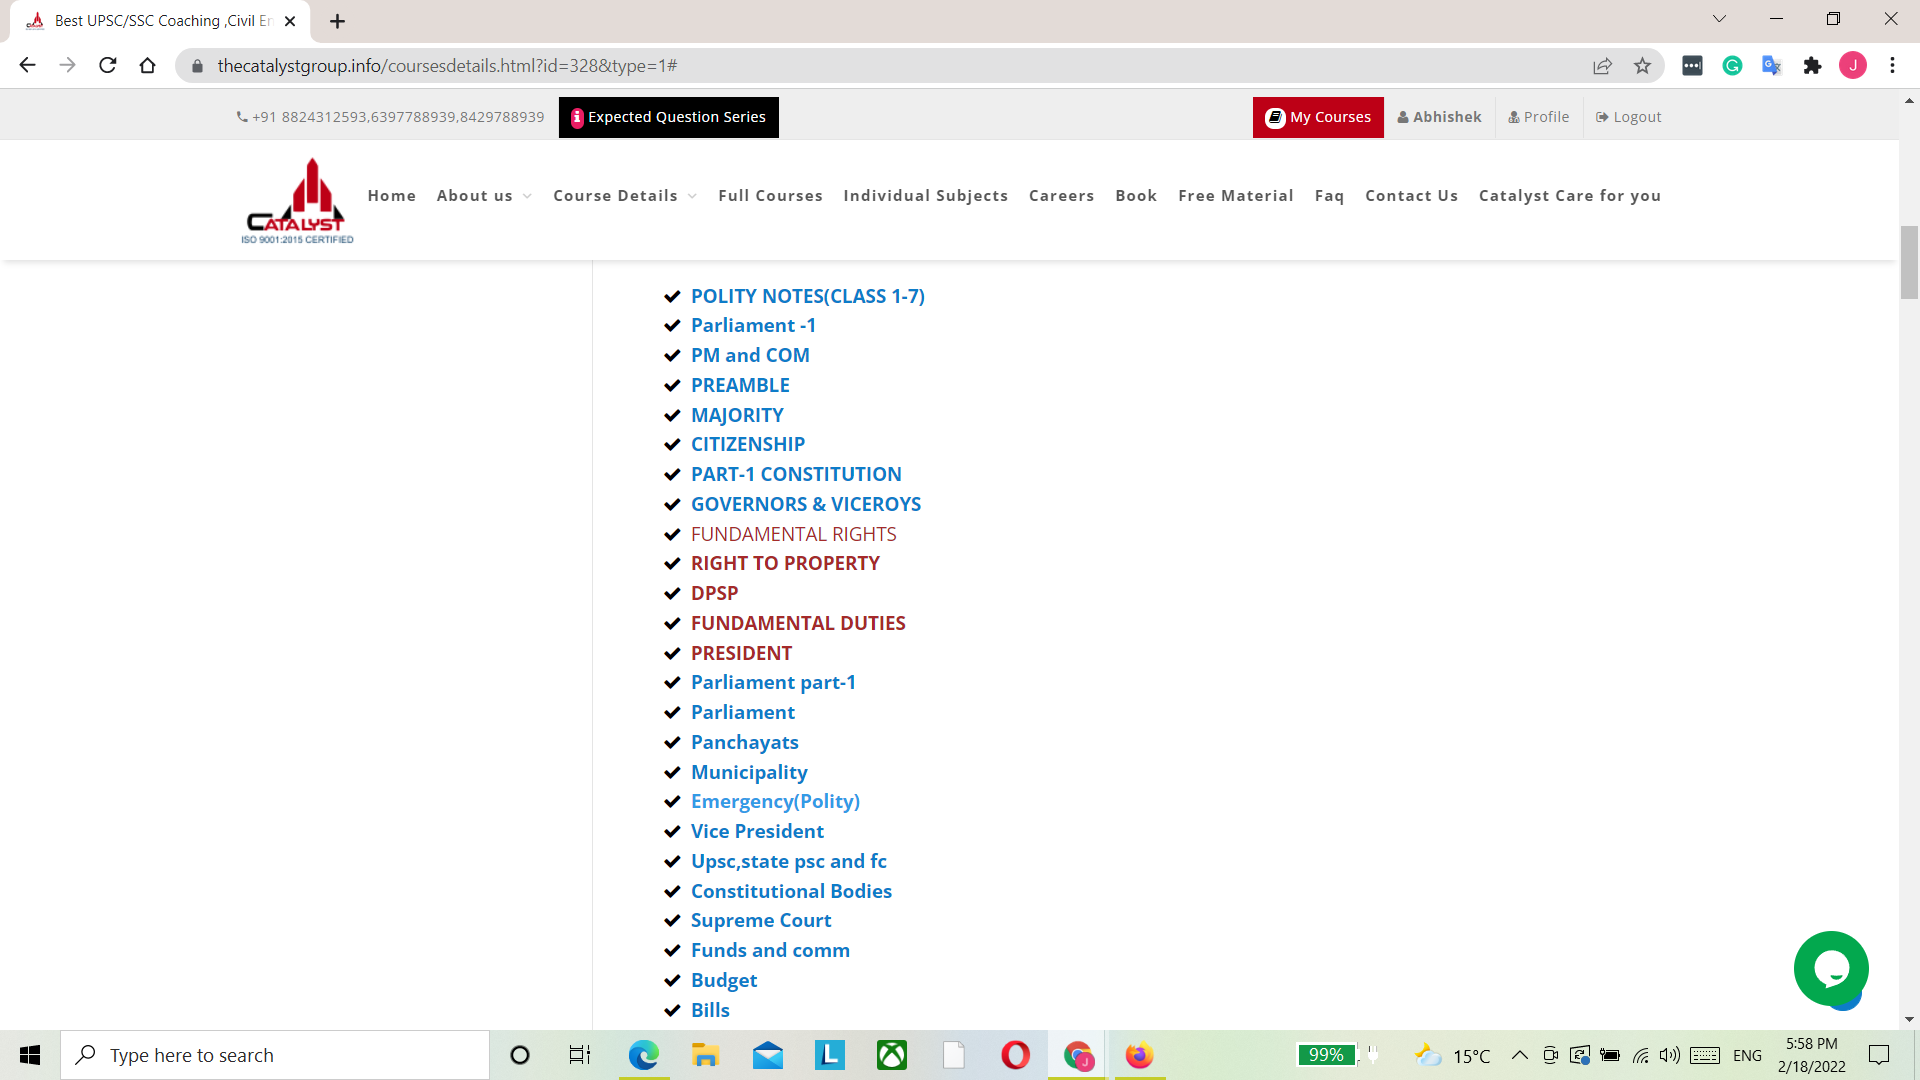 Best UPSC/SSC Coaching ,Civil En
thecatalystgroup.info/coursesdetails.html?id=328&type=1#
J
+91 8824312593,6397788939,8429788939
Expected Question Series
My Courses
Abhishek
Profile
Logout
CATALYST
ISO 9001:2015 CERTIFIED
Home About us Course Details Full Courses Individual Subjects Careers Book Free Material Faq Contact Us Catalyst Care for you
POLITY NOTES(CLASS 1-7)
Parliament -1
PM and COM
PREAMBLE
MAJORITY
CITIZENSHIP
PART-1 CONSTITUTION
GOVERNORS & VICEROYS
FUNDAMENTAL RIGHTS
RIGHT TO PROPERTY
DPSP
FUNDAMENTAL DUTIES
PRESIDENT
Parliament part-1
Parliament
Panchayats
Municipality
Emergency(Polity)
Vice President
Upsc,state psc and fc
Constitutional Bodies
Supreme Court
Funds and comm
Budget
Bills
Type here to search
L
J
99%
15°C
ENG
5:58 PM
2/18/2022